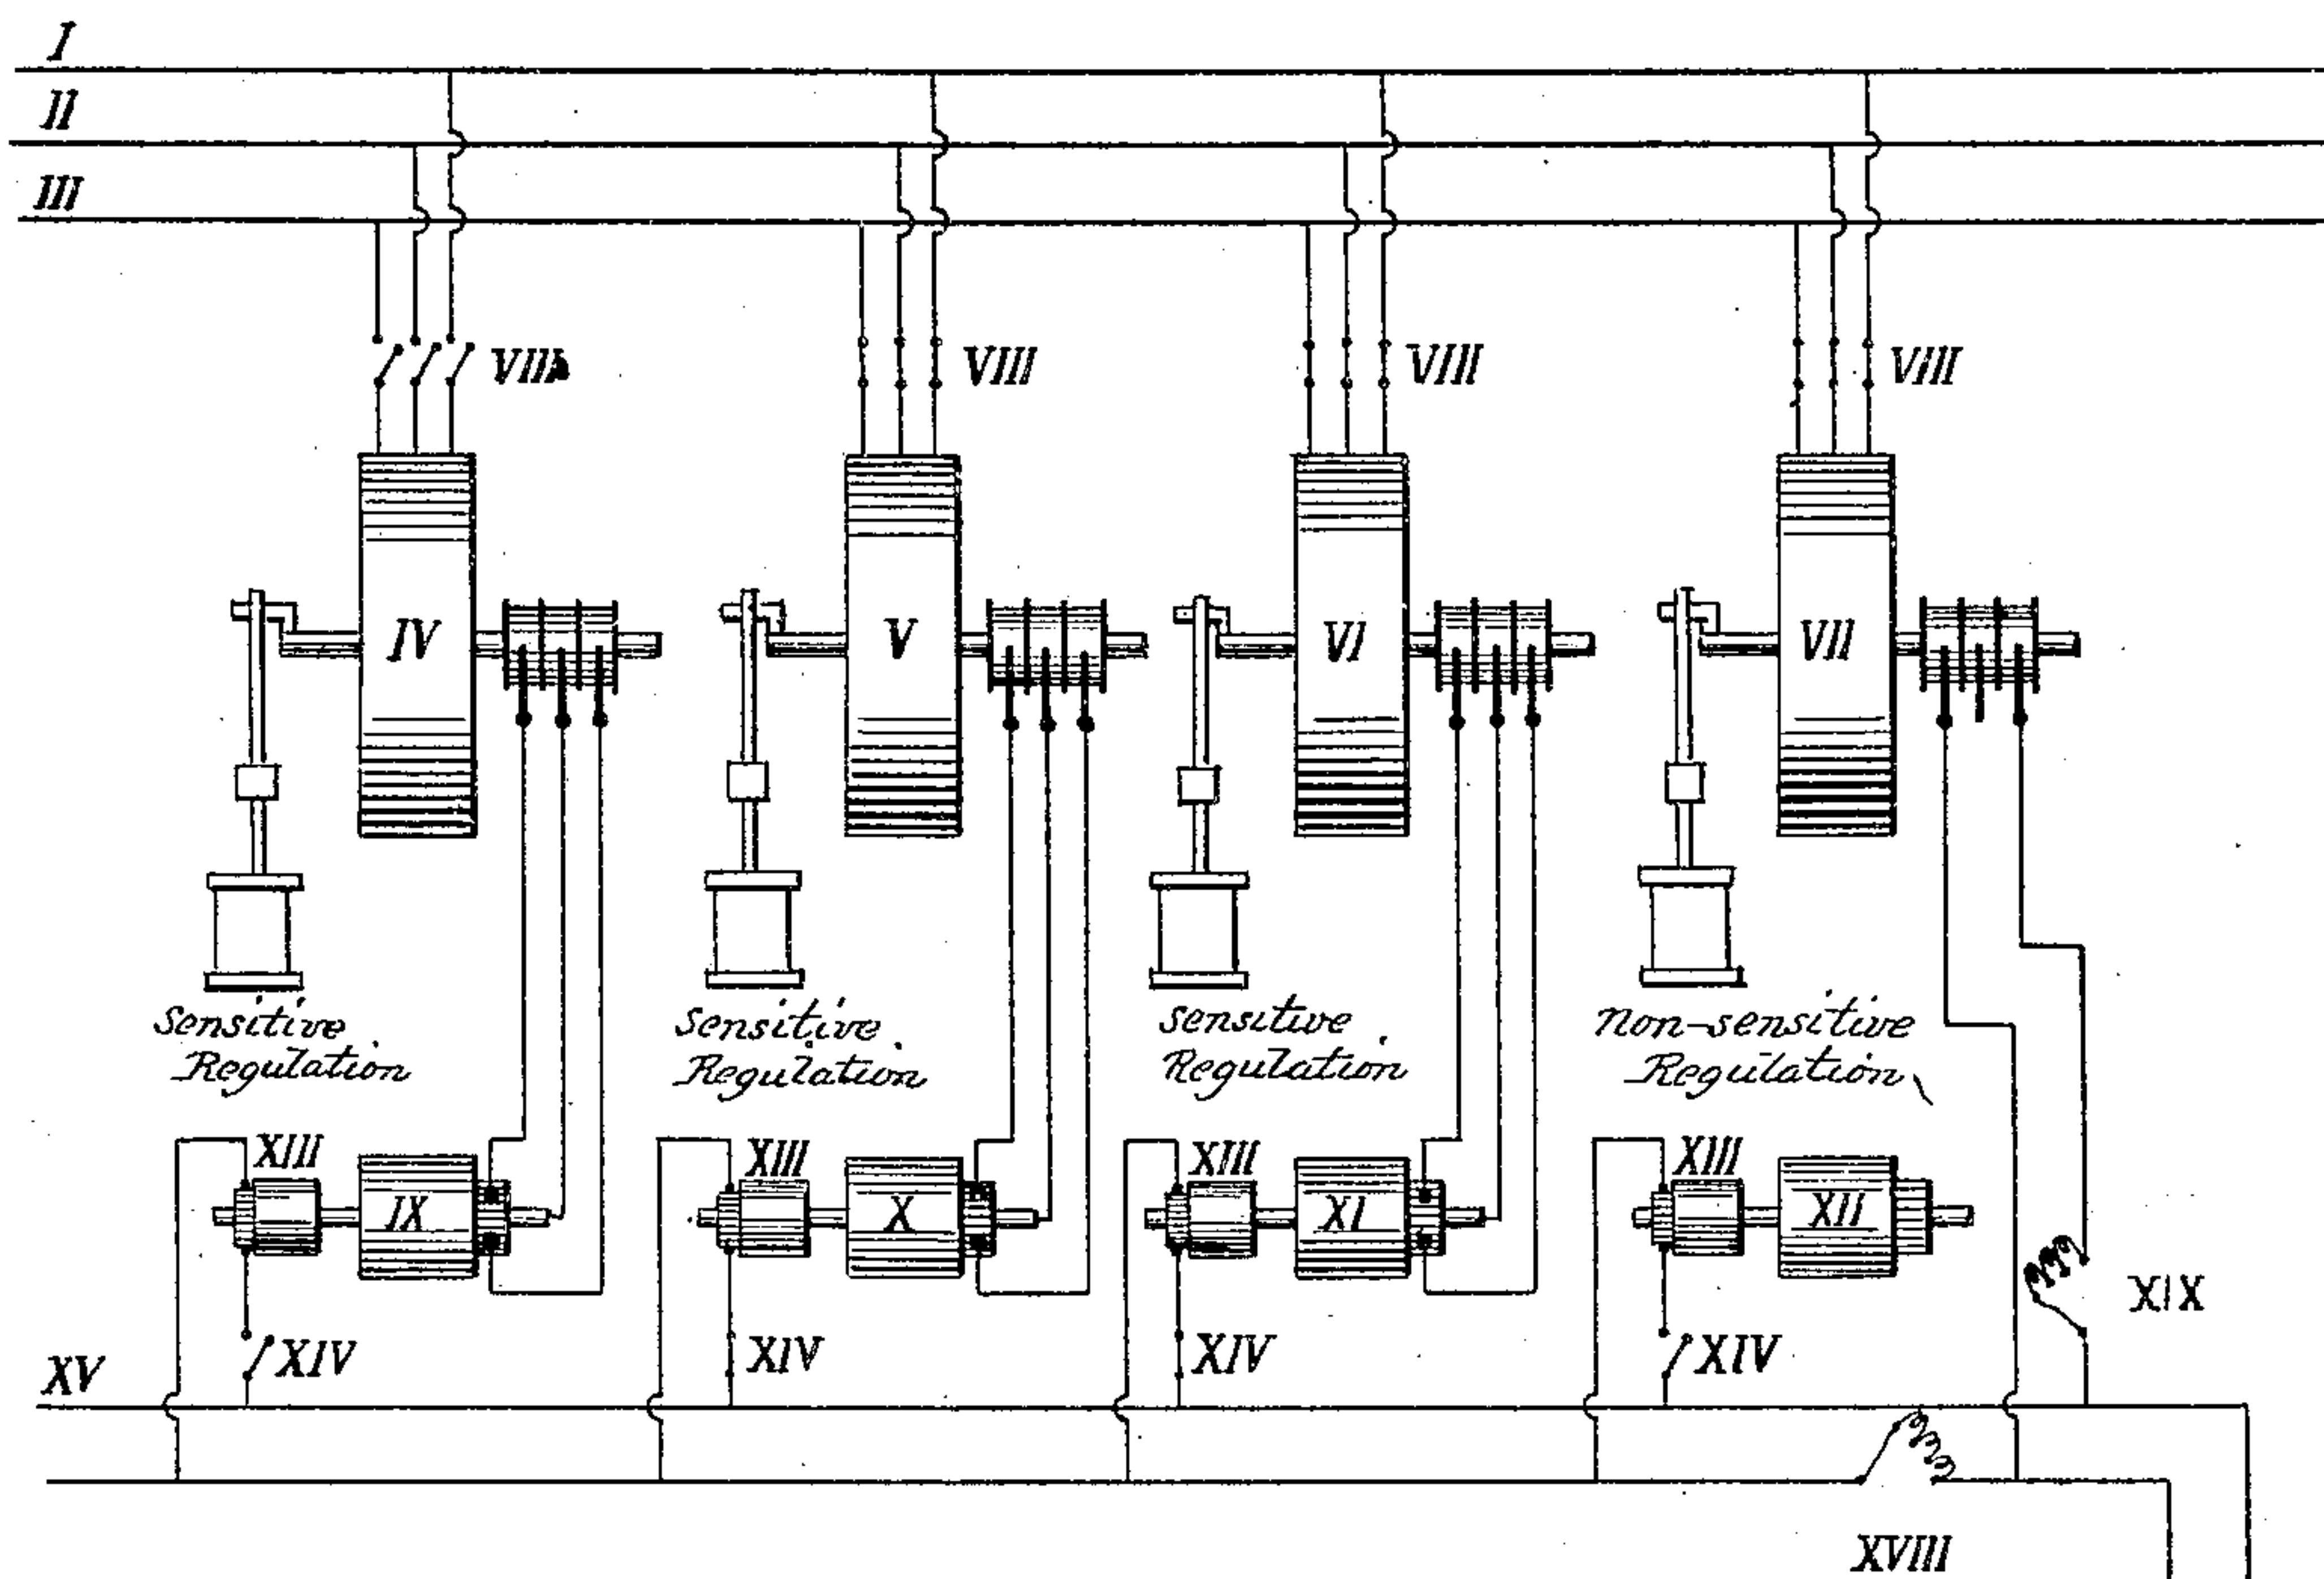 I
II
III
VIII
VIII
VIII
VIII
IV
V
VI
VII
Sensitive
Regulation
Sensitive
Regulation
Sensitive
Regulation
Non-sensitive
Regulation
XIII
XIII
XIII
XIII
IX
X
XI
XII
XIX
XIV
XIV
XIV
XIV
XV
XVIII